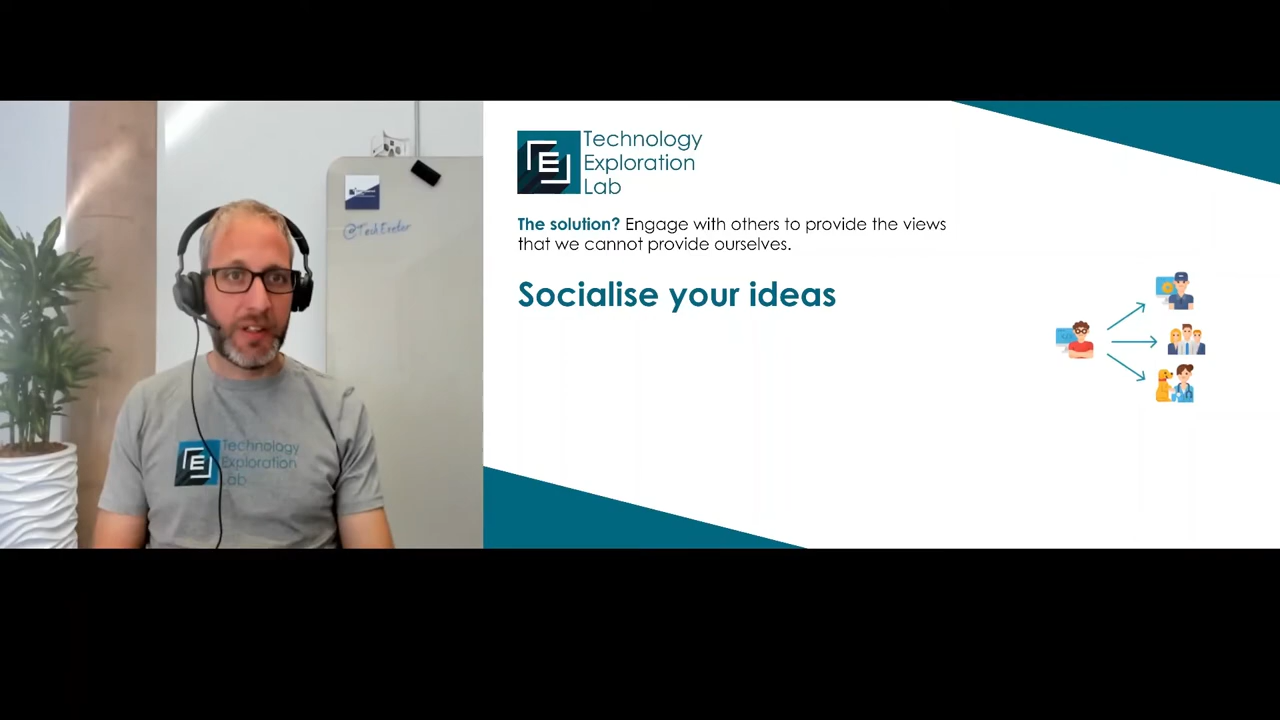 @TechExeter
Technology
Exploration
Lab
E
Technology
Exploration
Lab
E
The solution? Engage with others to provide the views
that we cannot provide ourselves.
Socialise your ideas